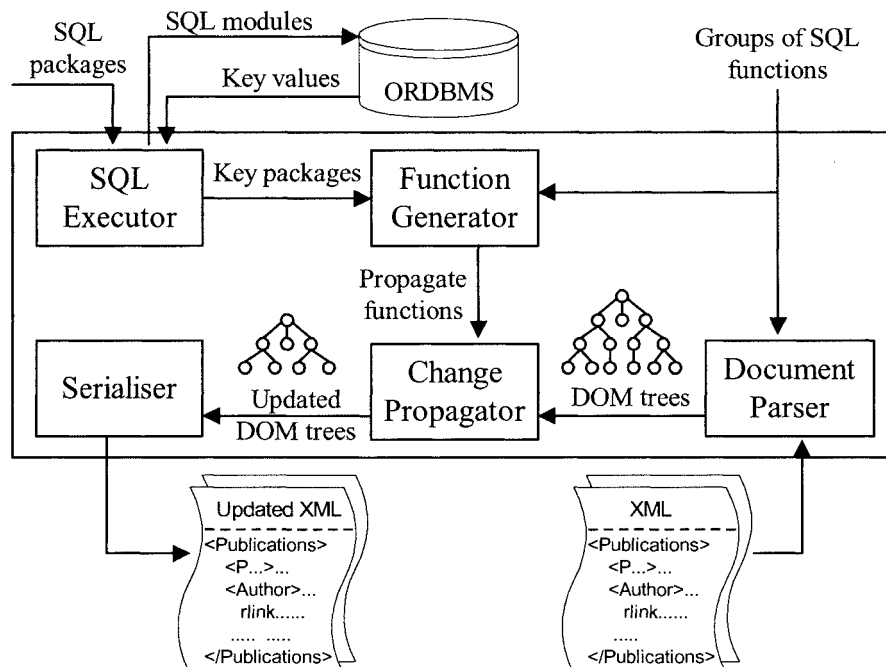 SQL
packages
SQL modules
Key values
ORDBMS
Groups of SQL
functions
SQL
Executor
Key packages
Function
Generator
Propagate
functions
Serialiser
Updated
DOM trees
Change
Propagator
DOM trees
Document
Parser
Updated XML
<Publications>
<P...>...
<Author>...
rlink......
..... .....
</Publications>
XML
<Publications>
<P...>...
<Author>...
rlink......
.....
</Publications>